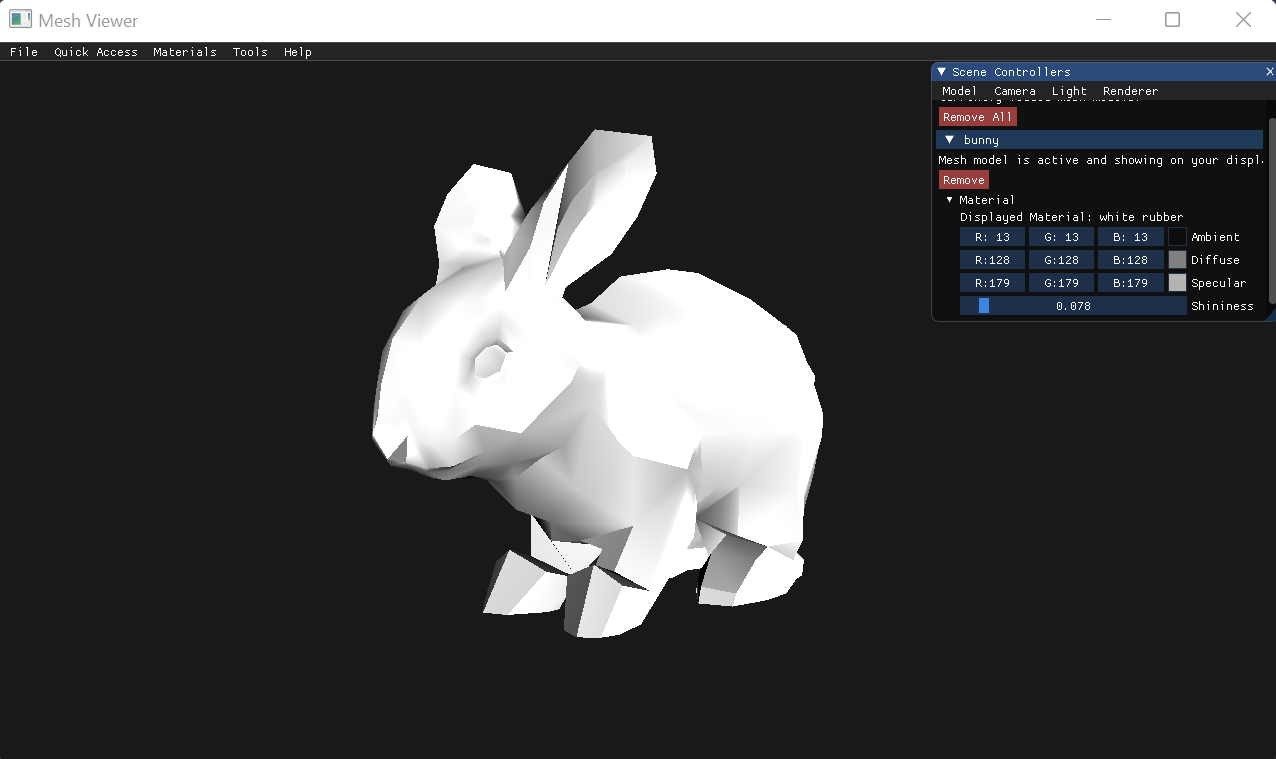 Mesh Viewer
File Quick Access Materials Tools Help
Scene Controllers
Model Camera Light Renderer
Remove All
bunny
Mesh model is active and showing on your displ.
Remove
Material
Displayed Material: white rubber
R: 13 G: 13 B: 13 Ambient
R:128 G:128 B:128 Diffuse
R:179 G:179 B:179 Specular
0.078 Shininess